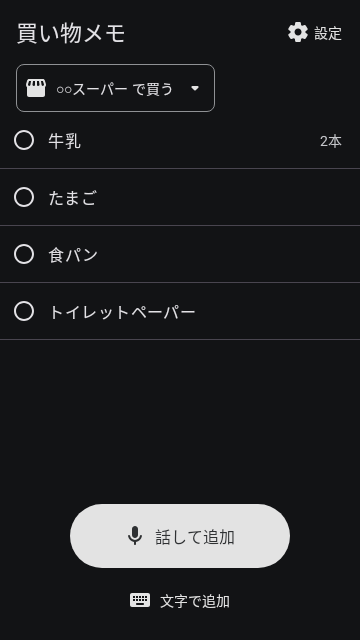 買い物メモ
設定
○○スーパー で買う
牛乳 2本
たまご
食パン
トイレットペーパー
話して追加
文字で追加